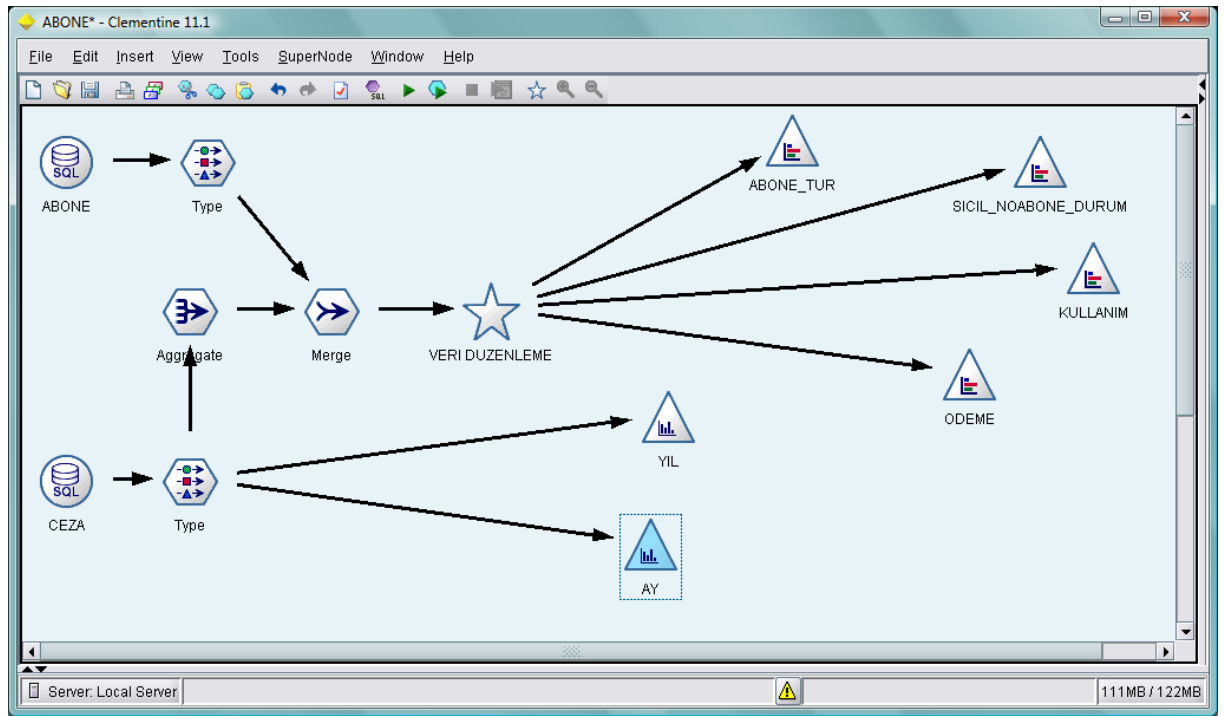 ABONE* - Clementine 11.1
File Edit Insert View Tools SuperNode Window Help
SQL
SQL
ABONE
Type
ABONE_TUR
SICIL_NOABONE_DURUM
Aggregate
Merge
VERI DUZENLEME
KULLANIM
ODEME
YIL
SQL
CEZA
Type
AY
Server: Local Server
111MB / 122MB